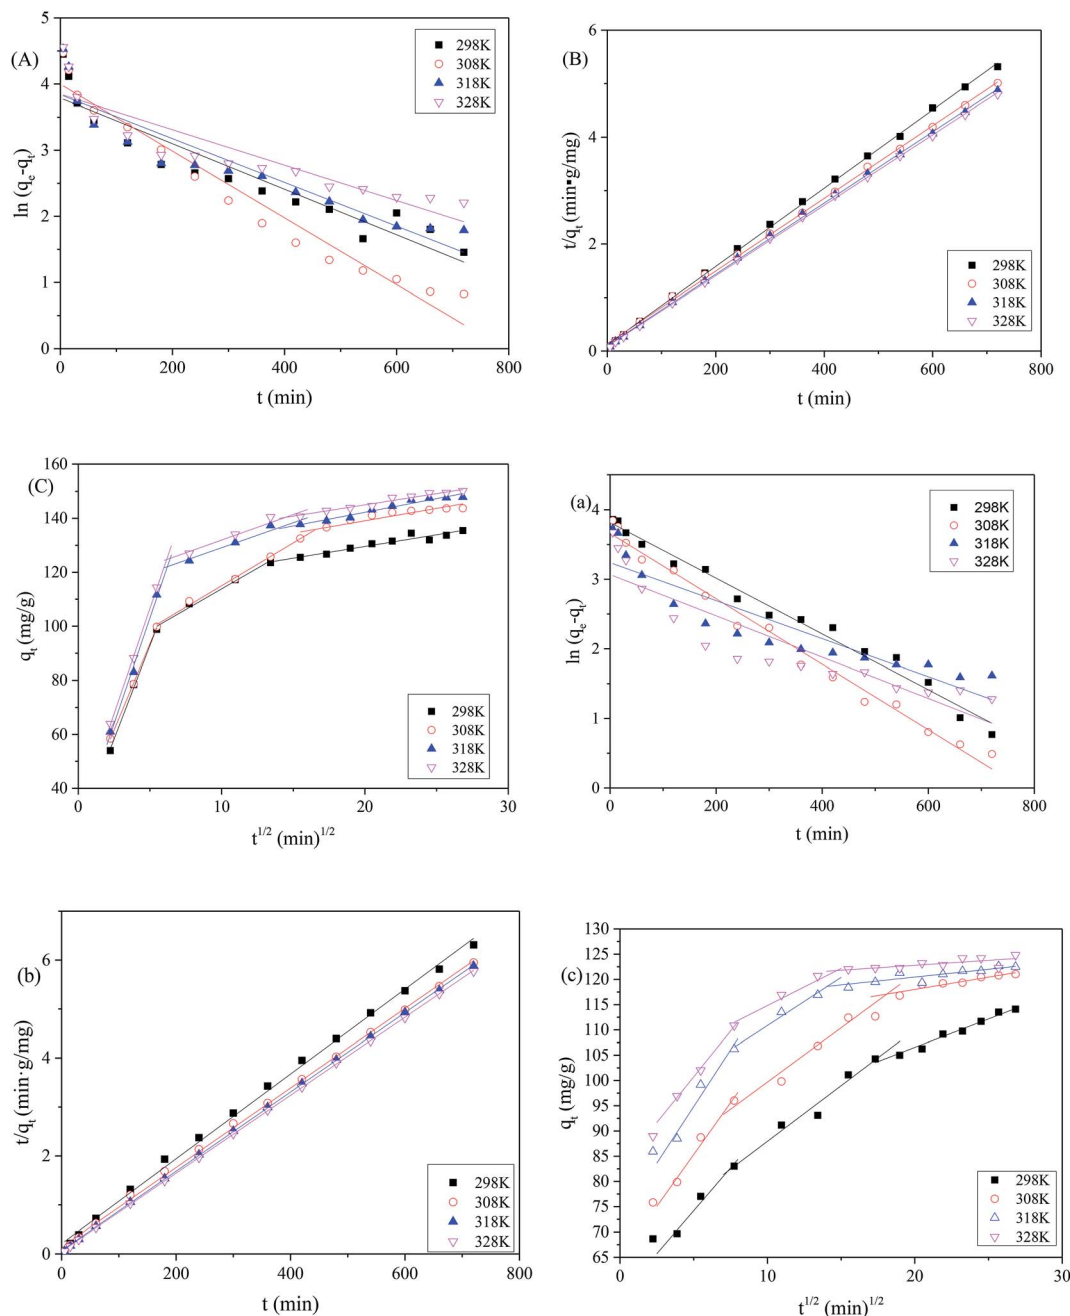 (A)
ln (qe-qt)
5
4
3
2
1
0
0 200 400 600 800
t (min)
298K
308K
318K
328K
(B)
t/qt (min▪g/mg)
6
4
2
0
0 200 400 600 800
t (min)
298K
308K
318K
328K
(C)
qt (mg/g)
160
140
120
100
80
60
40
0 10 20 30
t1/2 (min)1/2
298K
308K
318K
328K
(a)
ln (qe-qt)
5
4
3
2
1
0
0 200 400 600 800
t (min)
298K
308K
318K
328K
(b)
t/qt (min·g/mg)
6
4
2
0
0 200 400 600 800
t (min)
298K
308K
318K
328K
(c)
qt (mg/g)
130
125
120
115
110
105
100
95
90
85
80
75
70
65
0 10 20 30
t1/2 (min)1/2
298K
308K
318K
328K